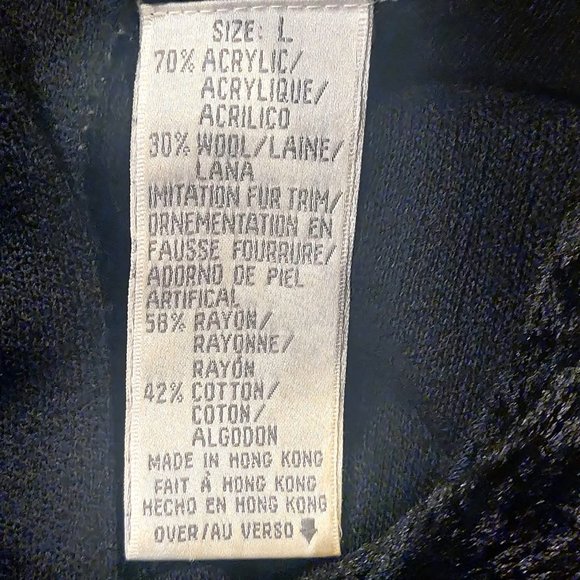 SIZE: L
70% ACRYLIC/
ACRYLIQUE/
ACRILICO
30% WOOL/LAINE/
LANA
IMITATION FUR TRIM/
ORNEMENTATION EN
FAUSSE FOURRURE/
ADORNO DE PIEL
ARTIFICAL
58% RAYON/
RAYONNE/
RAYÓN
42% COTTON/
COTON/
ALGODON
MADE IN HONG KONG
FAIT À HONG KONG
HECHO EN HONG KONG
OVER/AU VERSO